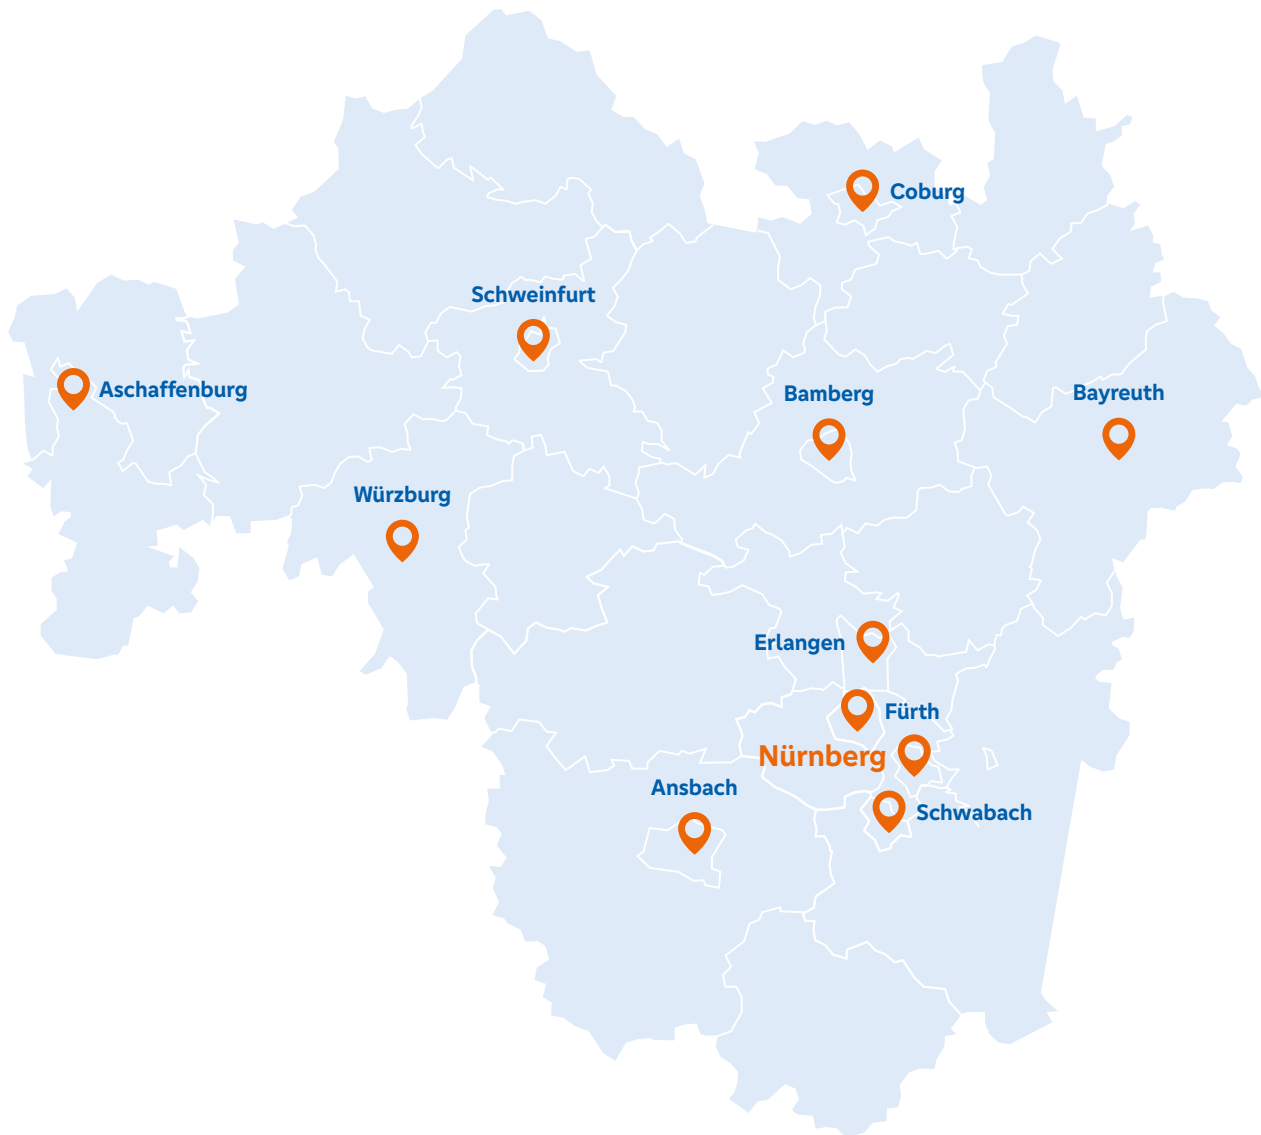 Coburg
Schweinfurt
Aschaffenburg
Bamberg
Bayreuth
Würzburg
Erlangen
Fürth
Nürnberg
Ansbach
Schwabach